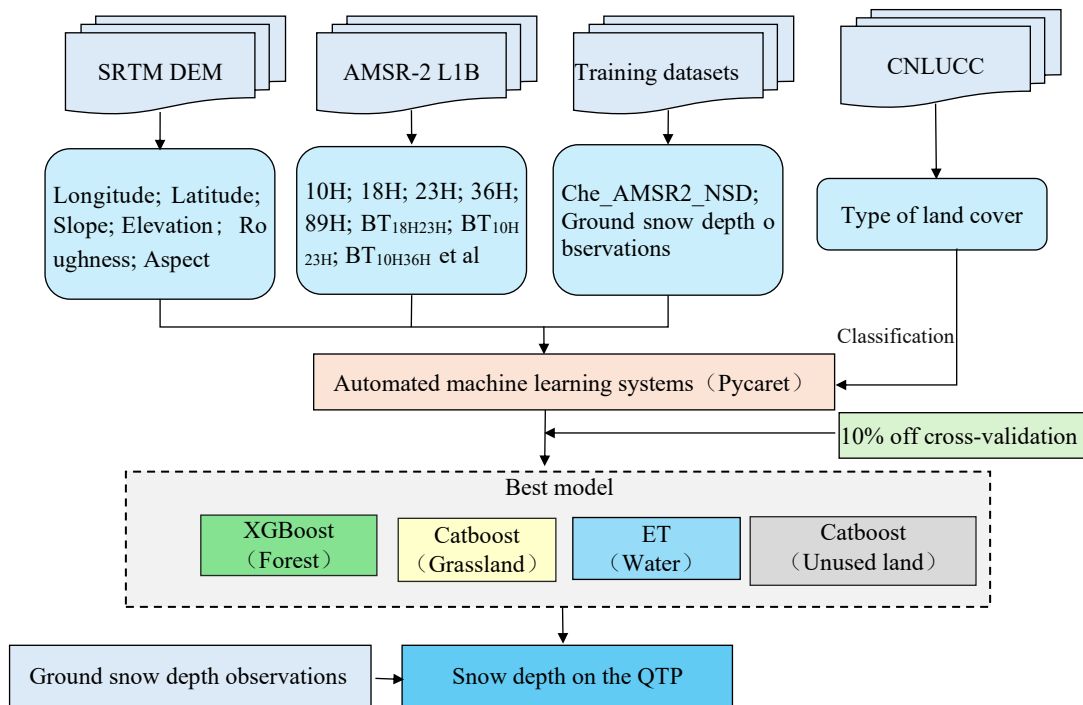 SRTM DEM
AMSR-2 L1B
Training datasets
CNLUCC
Longitude; Latitude;
Slope; Elevation；Ro
ughness; Aspect
10H; 18H; 23H; 36H;
89H; BT18H23H; BT10H
23H; BT10H36H et al
Che_AMSR2_NSD;
Ground snow depth o
bservations
Type of land cover
Classification
Automated machine learning systems（Pycaret）
10% off cross-validation
Best model
XGBoost
（Forest）
Catboost
（Grassland）
ET
（Water）
Catboost
（Unused land）
Ground snow depth observations
Snow depth on the QTP